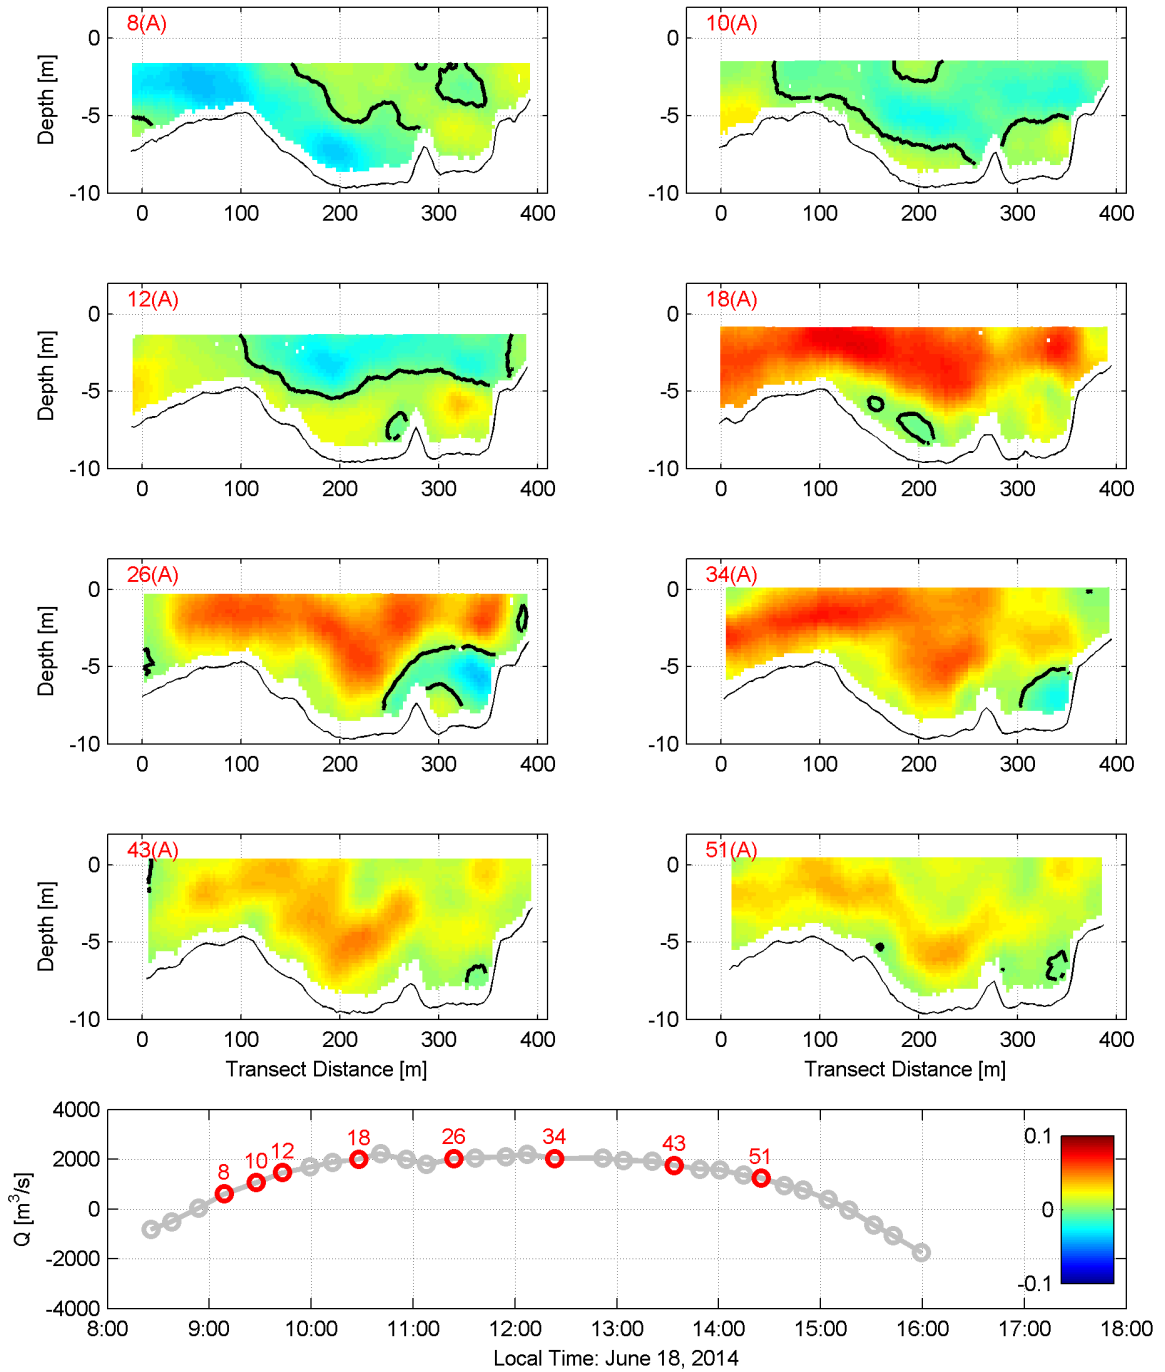 8(A)
10(A)
Depth [m]
0
-5
-10
0 100 200 300 400
0
-5
-10
0 100 200 300 400
12(A)
18(A)
Depth [m]
0
-5
-10
0 100 200 300 400
0
-5
-10
0 100 200 300 400
26(A)
34(A)
Depth [m]
0
-5
-10
0 100 200 300 400
0
-5
-10
0 100 200 300 400
43(A)
51(A)
Depth [m]
0
-5
-10
0 100 200 300 400
Transect Distance [m]
0
-5
-10
0 100 200 300 400
Transect Distance [m]
Q [m³/s]
4000
2000
0
-2000
-4000
8 10 12 18 26 34 43 51
0.1
0
-0.1
8:00 9:00 10:00 11:00 12:00 13:00 14:00 15:00 16:00 17:00 18:00
Local Time: June 18, 2014